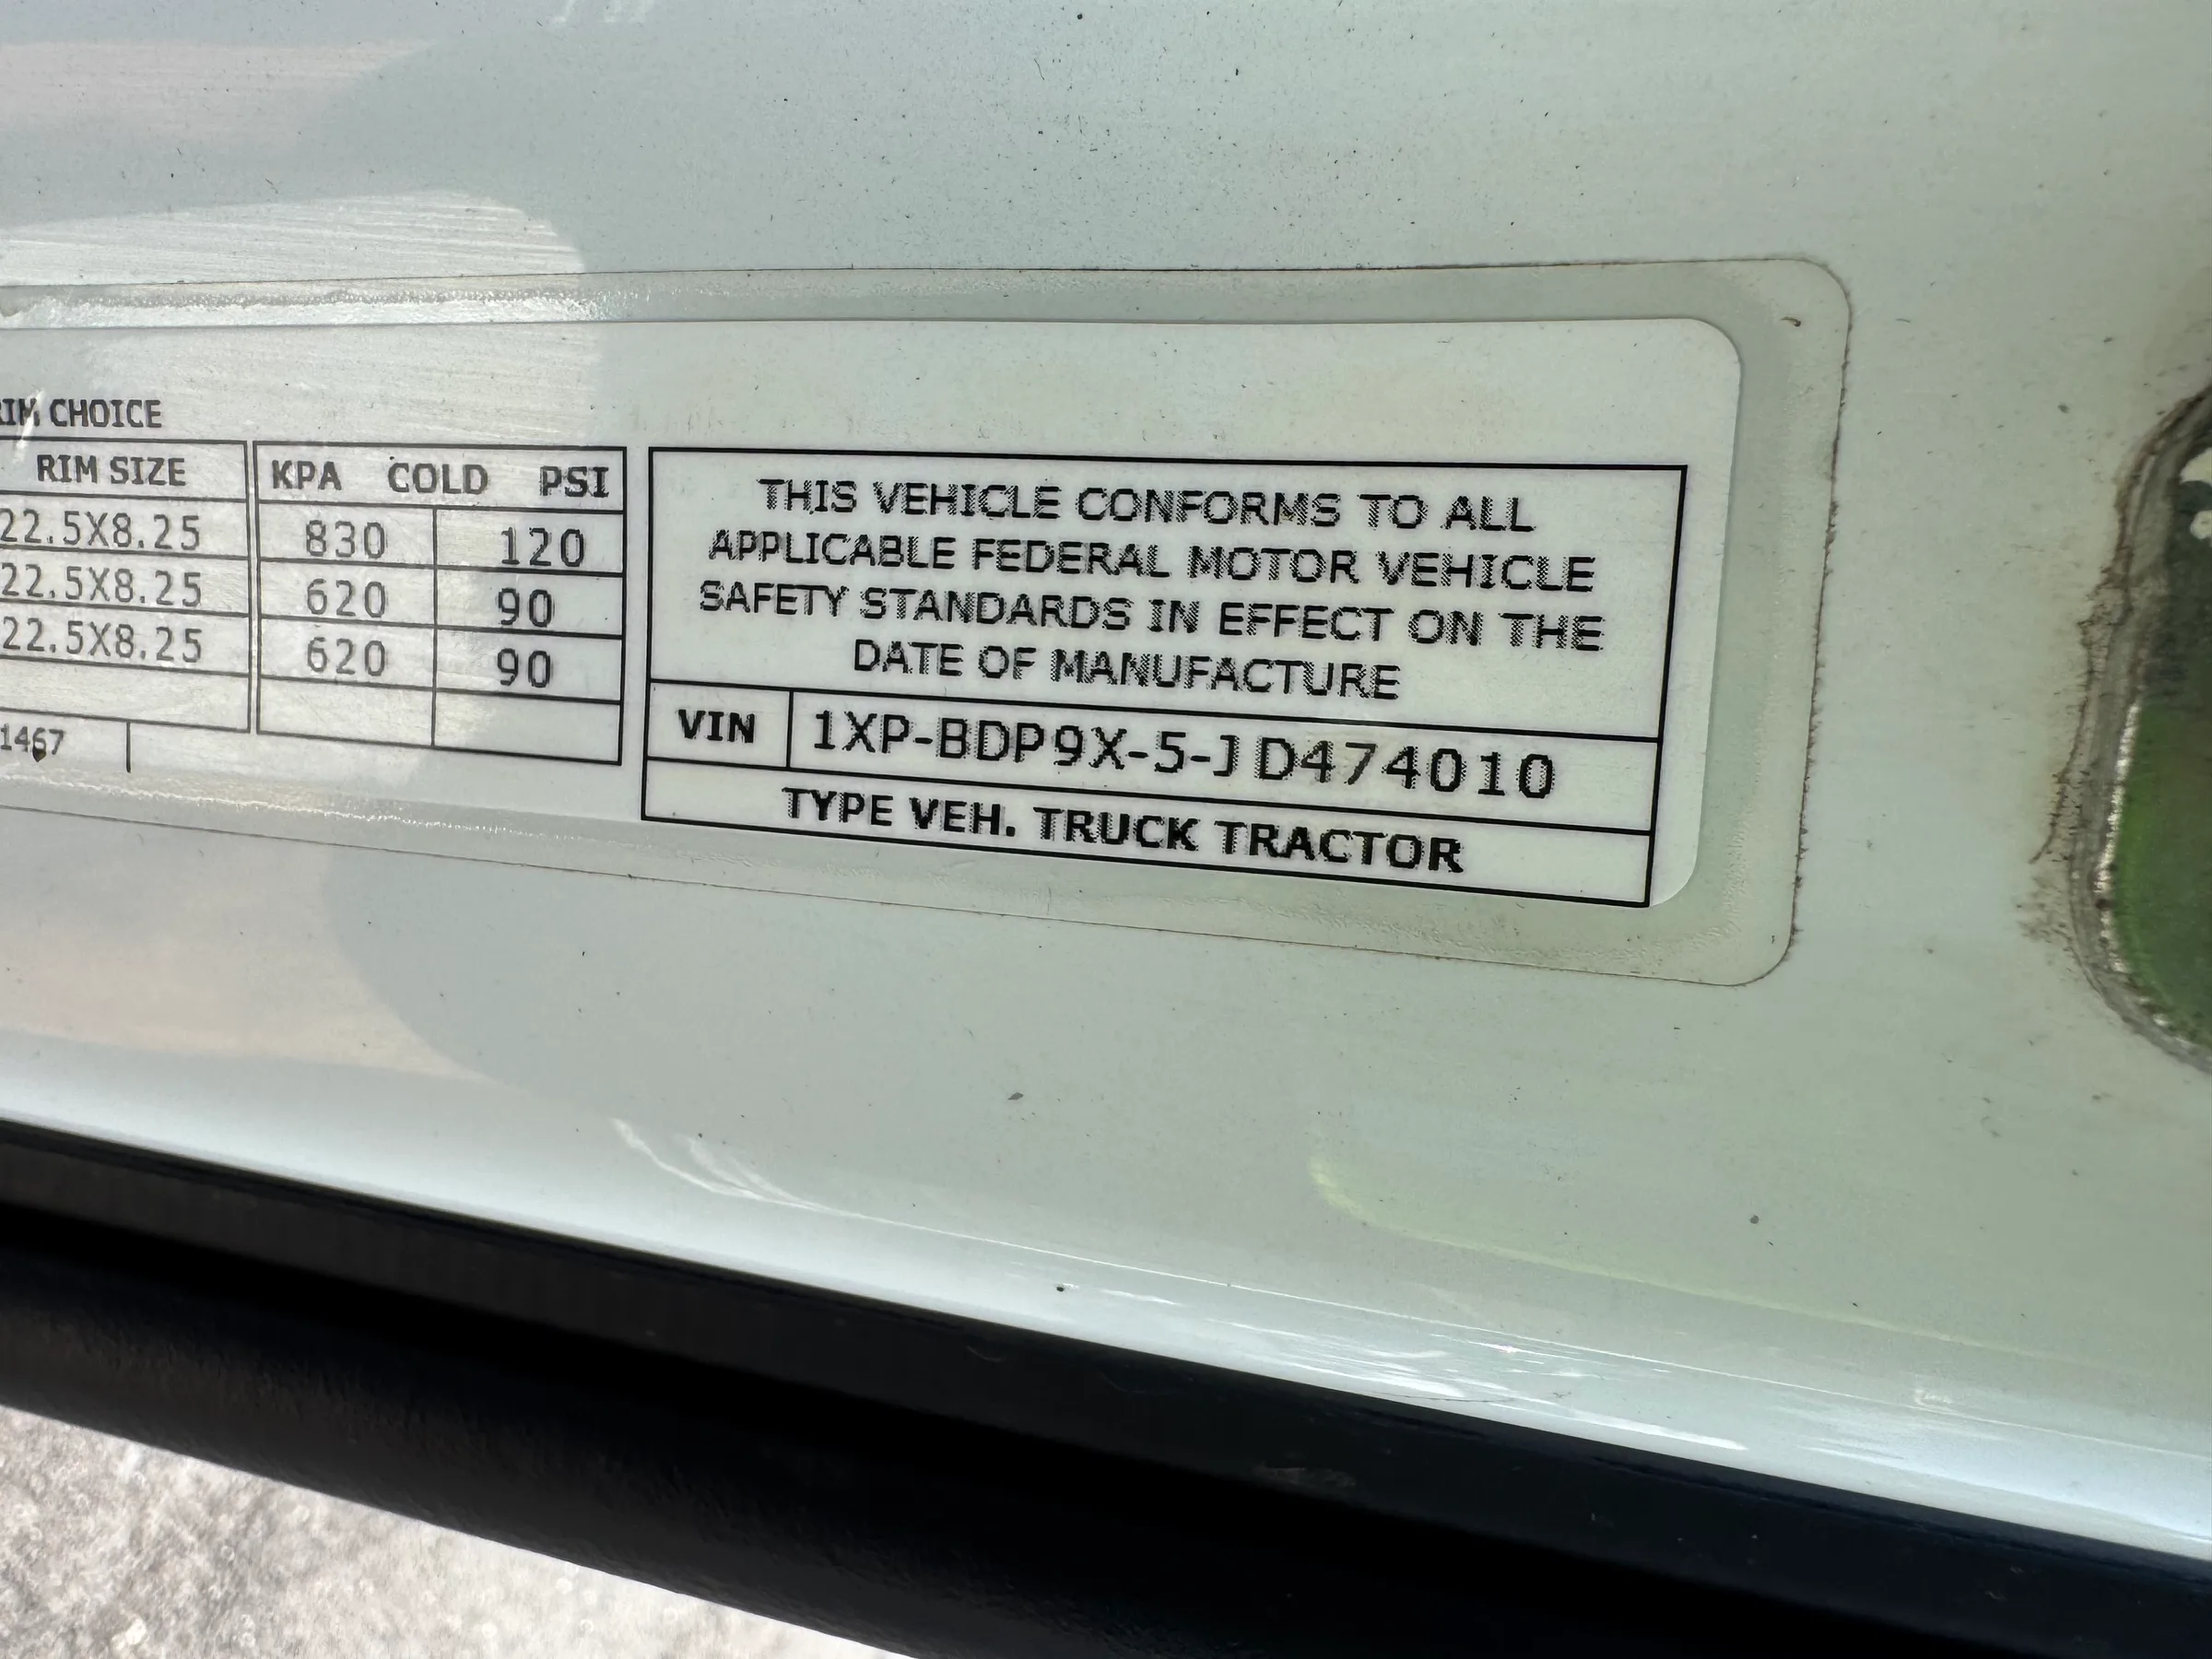 RIM CHOICE
RIM SIZE KPA COLD PSI
22.5X8.25 830 120
22.5X8.25 620 90
22.5X8.25 620 90
1467
THIS VEHICLE CONFORMS TO ALL
APPLICABLE FEDERAL MOTOR VEHICLE
SAFETY STANDARDS IN EFFECT ON THE
DATE OF MANUFACTURE
VIN 1XP-BDP9X-5-JD474010
TYPE VEH. TRUCK TRACTOR